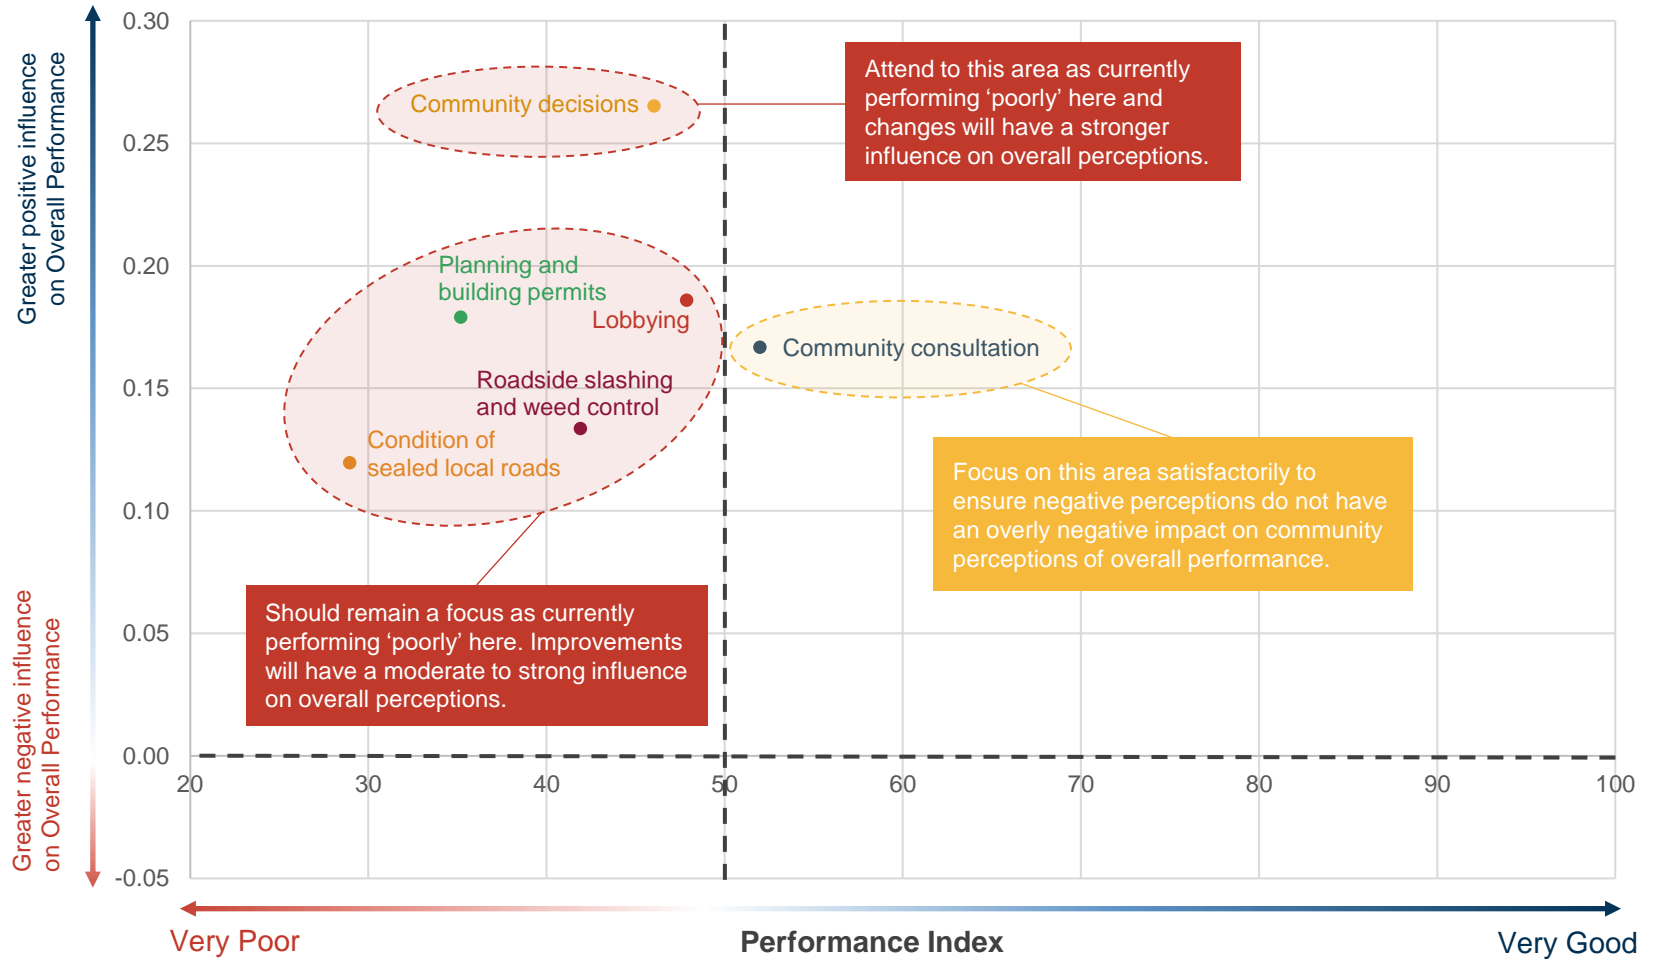 Greater positive influence
on Overall Performance
Greater negative influence
on Overall Performance
0.30
0.25
0.20
0.15
0.10
0.05
0.00
-0.05
Community decisions
Attend to this area as currently
performing ‘poorly’ here and
changes will have a stronger
influence on overall perceptions.
Planning and
building permits
Lobbying
Community consultation
Roadside slashing
and weed control
Condition of
sealed local roads
Focus on this area satisfactorily to
ensure negative perceptions do not have
an overly negative impact on community
perceptions of overall performance.
Should remain a focus as currently
performing ‘poorly’ here. Improvements
will have a moderate to strong influence
on overall perceptions.
20 30 40 50 60 70 80 90 100
Very Poor
Performance Index
Very Good